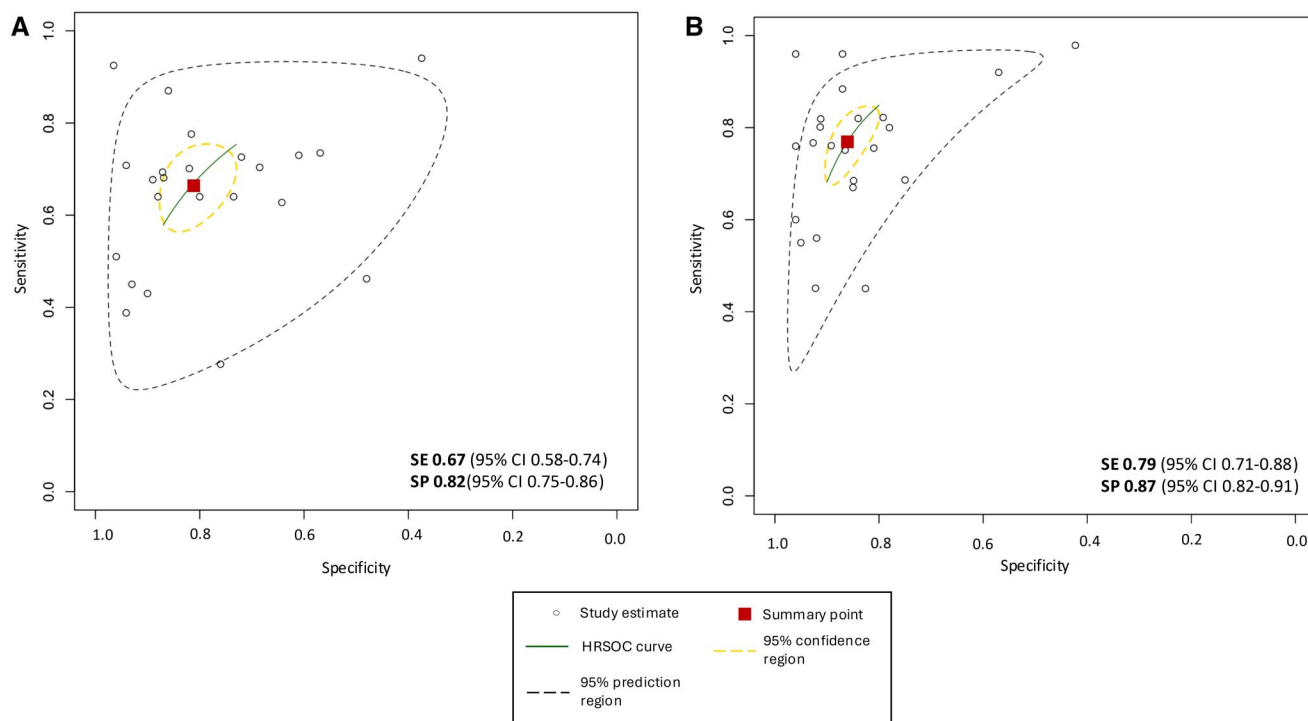 A
1.0
0.8
0.6
0.4
0.2
0.0
Sensitivity
SE 0.67 (95% CI 0.58-0.74)
SP 0.82(95% CI 0.75-0.86)
1.0 0.8 0.6 0.4 0.2 0.0
Specificity
B
1.0
0.8
0.6
0.4
0.2
0.0
Sensitivity
SE 0.79 (95% CI 0.71-0.88)
SP 0.87 (95% CI 0.82-0.91)
1.0 0.8 0.6 0.4 0.2 0.0
Specificity
Study estimate
Summary point
HRSOC curve
95% confidence
region
95% prediction
region